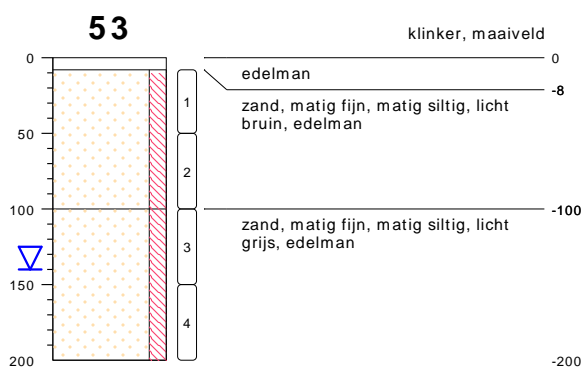 53
klinker, maaiveld
0
0
edelman
-8
zand, matig fijn, matig siltig, licht
bruin, edelman
1
50
2
100
-100
zand, matig fijn, matig siltig, licht
grijs, edelman
3
150
4
200
-200